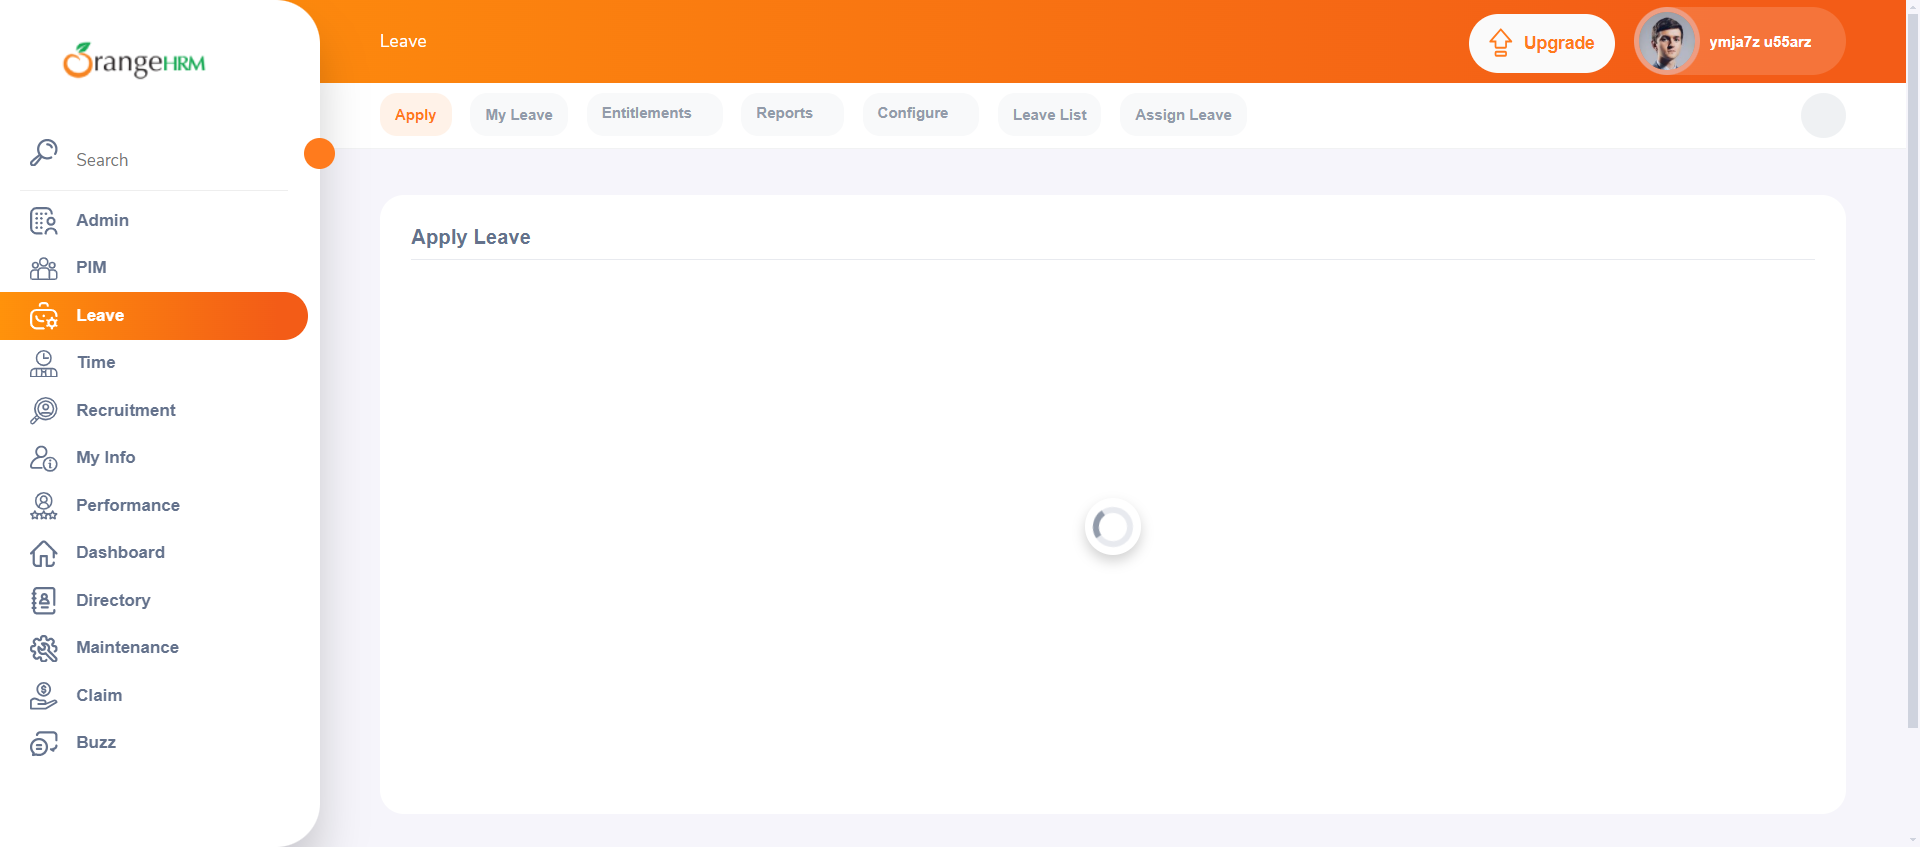 OrangeHRM
Leave
Upgrade
ymja7z u55arz
Apply
My Leave
Entitlements
Reports
Configure
Leave List
Assign Leave
Search
Admin
PIM
Leave
Time
Recruitment
My Info
Performance
Dashboard
Directory
Maintenance
Claim
Buzz
Apply Leave